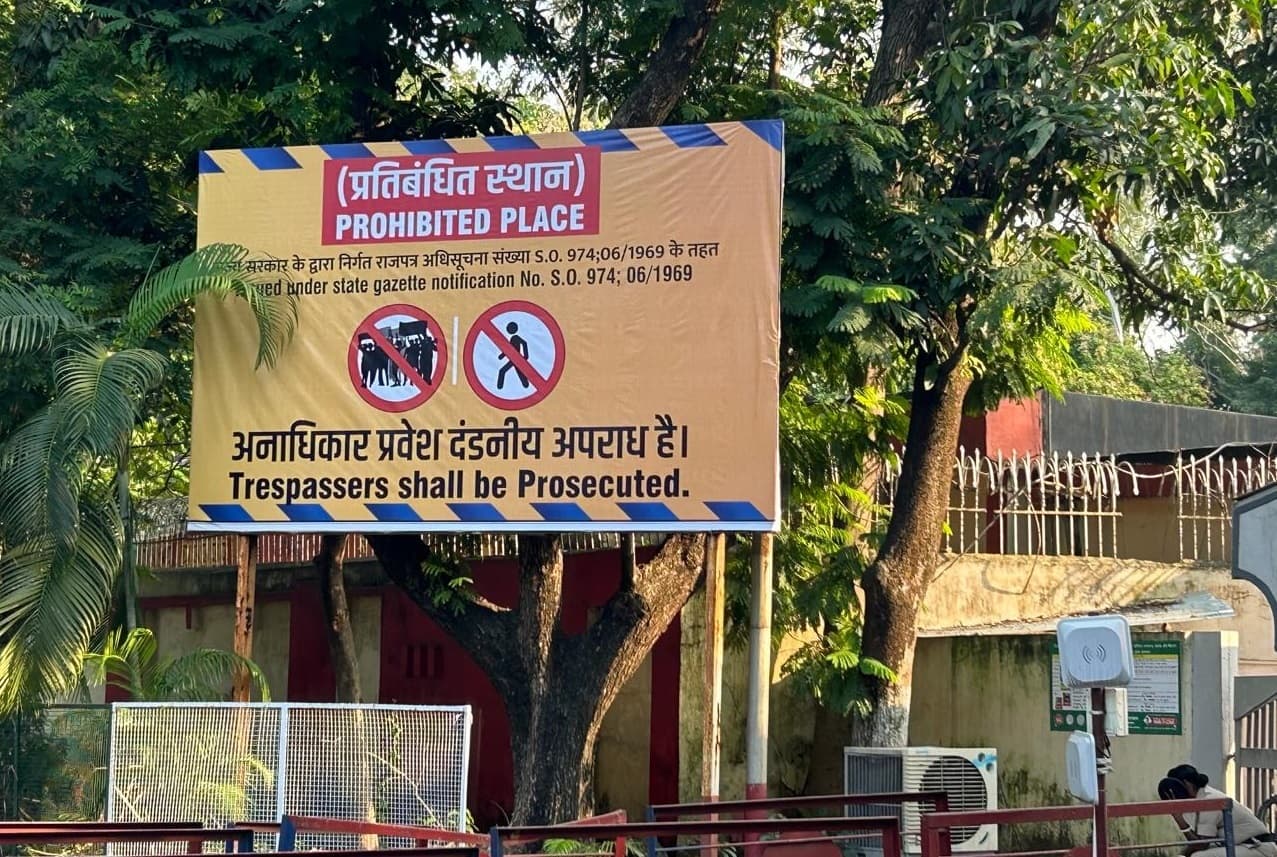 (प्रतिबंधित स्थान)
PROHIBITED PLACE
सरकार के द्वारा निर्गत राजपत्र अधिसूचना संख्या S.O. 974;06/1969 के तहत
under state gazette notification No. S.O. 974; 06/1969
अनाधिकार प्रवेश दंडनीय अपराध है।
Trespassers shall be Prosecuted.